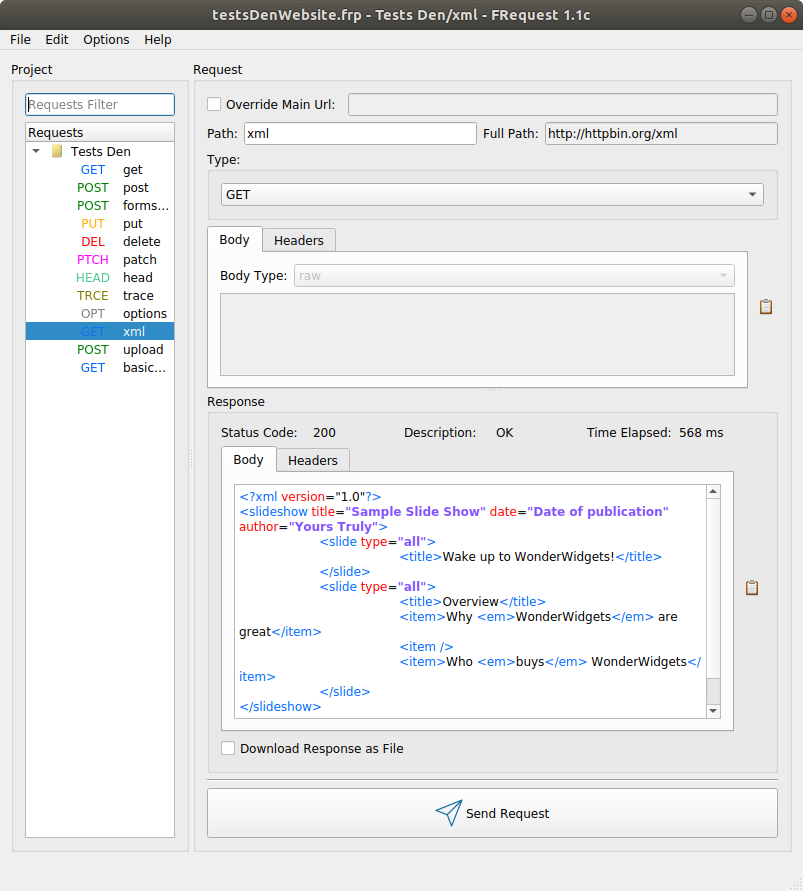 testsDenWebsite.frp - Tests Den/xml - FRequest 1.1c
File Edit Options Help
Project
Requests Filter
Requests
Tests Den
GET get
POST post
POST forms...
PUT put
DEL delete
PTCH patch
HEAD head
TRCE trace
OPT options
GET xml
POST upload
GET basic...
Request
Override Main Url:
Path: xml Full Path: http://httpbin.org/xml
Type:
GET
Body Headers
Body Type: raw
Response
Status Code: 200 Description: OK Time Elapsed: 568 ms
Body Headers
<?xml version="1.0"?>
<slideshow title="Sample Slide Show" date="Date of publication"
author="Yours Truly">
<slide type="all">
<title>Wake up to WonderWidgets!</title>
</slide>
<slide type="all">
<title>Overview</title>
<item>Why <em>WonderWidgets</em> are
great</item>
<item />
<item>Who <em>buys</em> WonderWidgets</
item>
</slide>
</slideshow>
Download Response as File
Send Request